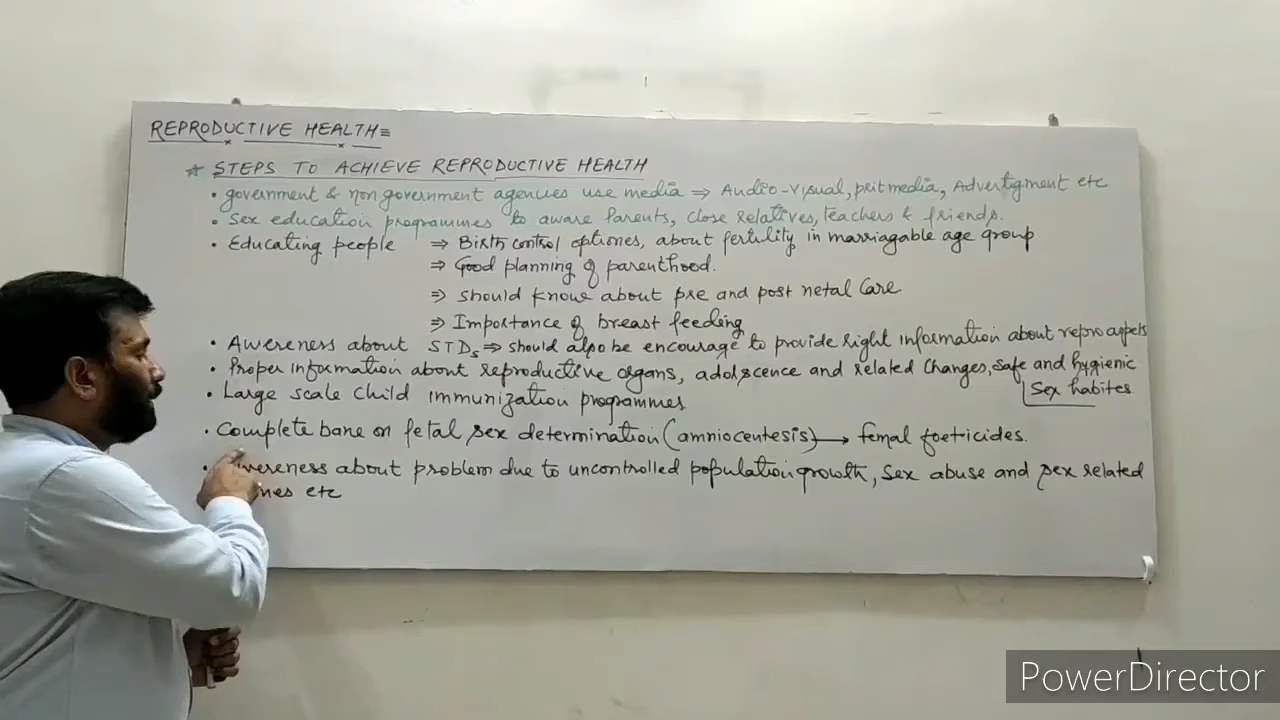 REPRODUCTIVE HEALTH
STEPS TO ACHIEVE REPRODUCTIVE HEALTH
• government & non government agencies use media ⇒ Audio-visual, prit media, Advertigment etc
• Sex education programmes to aware Parents, close relatives, teachers & friends.
• Educating people ⇒ Birth control optiones, about fertility in marriagable age group
⇒ Good planning of parenthood.
⇒ should know about pre and post netal Care
⇒ Importance of breast feeding
• Awereness about STDs ⇒ should also be encourage to provide right information about repro aspets
• Proper information about reproductive organs, adolscence and related changes, safe and hygienic
Sex habites
• Large scale child immunization programmes
• Complete bane on fetal sex determination (amniocentesis) → femal foeticides.
• wereness about problem due to uncontrolled population growth, Sex abuse and sex related
mes etc
PowerDirector